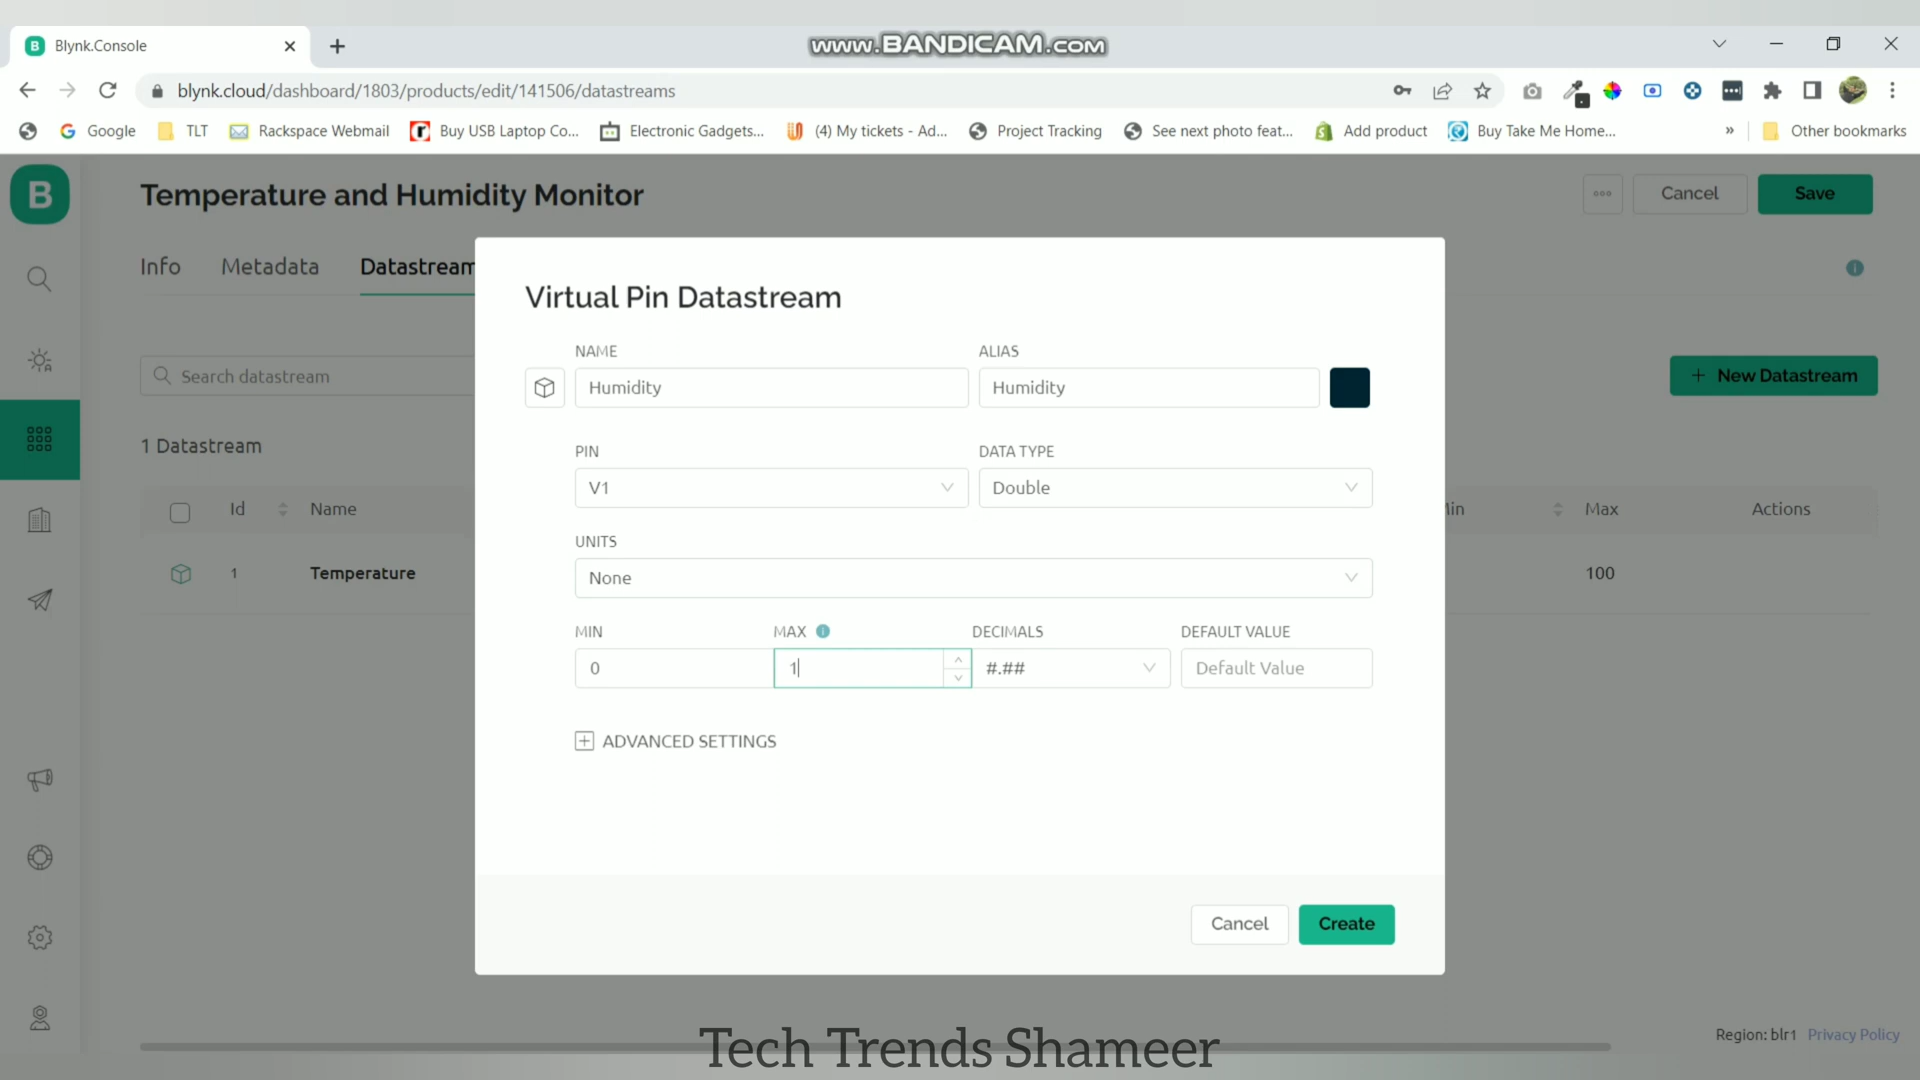 Blynk.Console
www.BANDICAM.com
blynk.cloud/dashboard/1803/products/edit/141506/datastreams
Google
TLT
Rackspace Webmail
Buy USB Laptop Co...
Electronic Gadgets...
(4) My tickets - Ad...
Project Tracking
See next photo feat...
Add product
Buy Take Me Home...
»
Other bookmarks
B
Temperature and Humidity Monitor
Cancel
Save
Info
Metadata
Datastream
Virtual Pin Datastream
NAME
ALIAS
Humidity
Humidity
Search datastream
+ New Datastream
1 Datastream
PIN
DATA TYPE
V1
Double
Id
Name
Min
Max
Actions
UNITS
None
1
Temperature
100
MIN
MAX
DECIMALS
DEFAULT VALUE
0
1
#.##
Default Value
ADVANCED SETTINGS
Cancel
Create
Region: blr1
Privacy Policy
Tech Trends Shameer